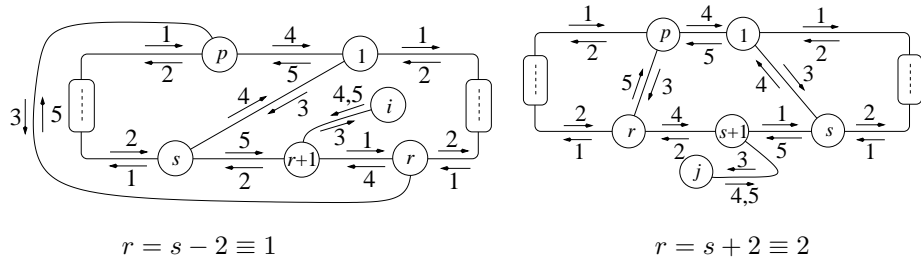 1 4 1 1 4 1
p 1 p 1
2 5 2 2 5 2
3 5 4 3 4,5 i 3 5 3 4 3
2 5 1 2 2 4 1 2
s r+1 r r s+1 s
1 2 4 1 1 2 5 1
j 3
4,5
r = s − 2 ≡ 1 r = s + 2 ≡ 2